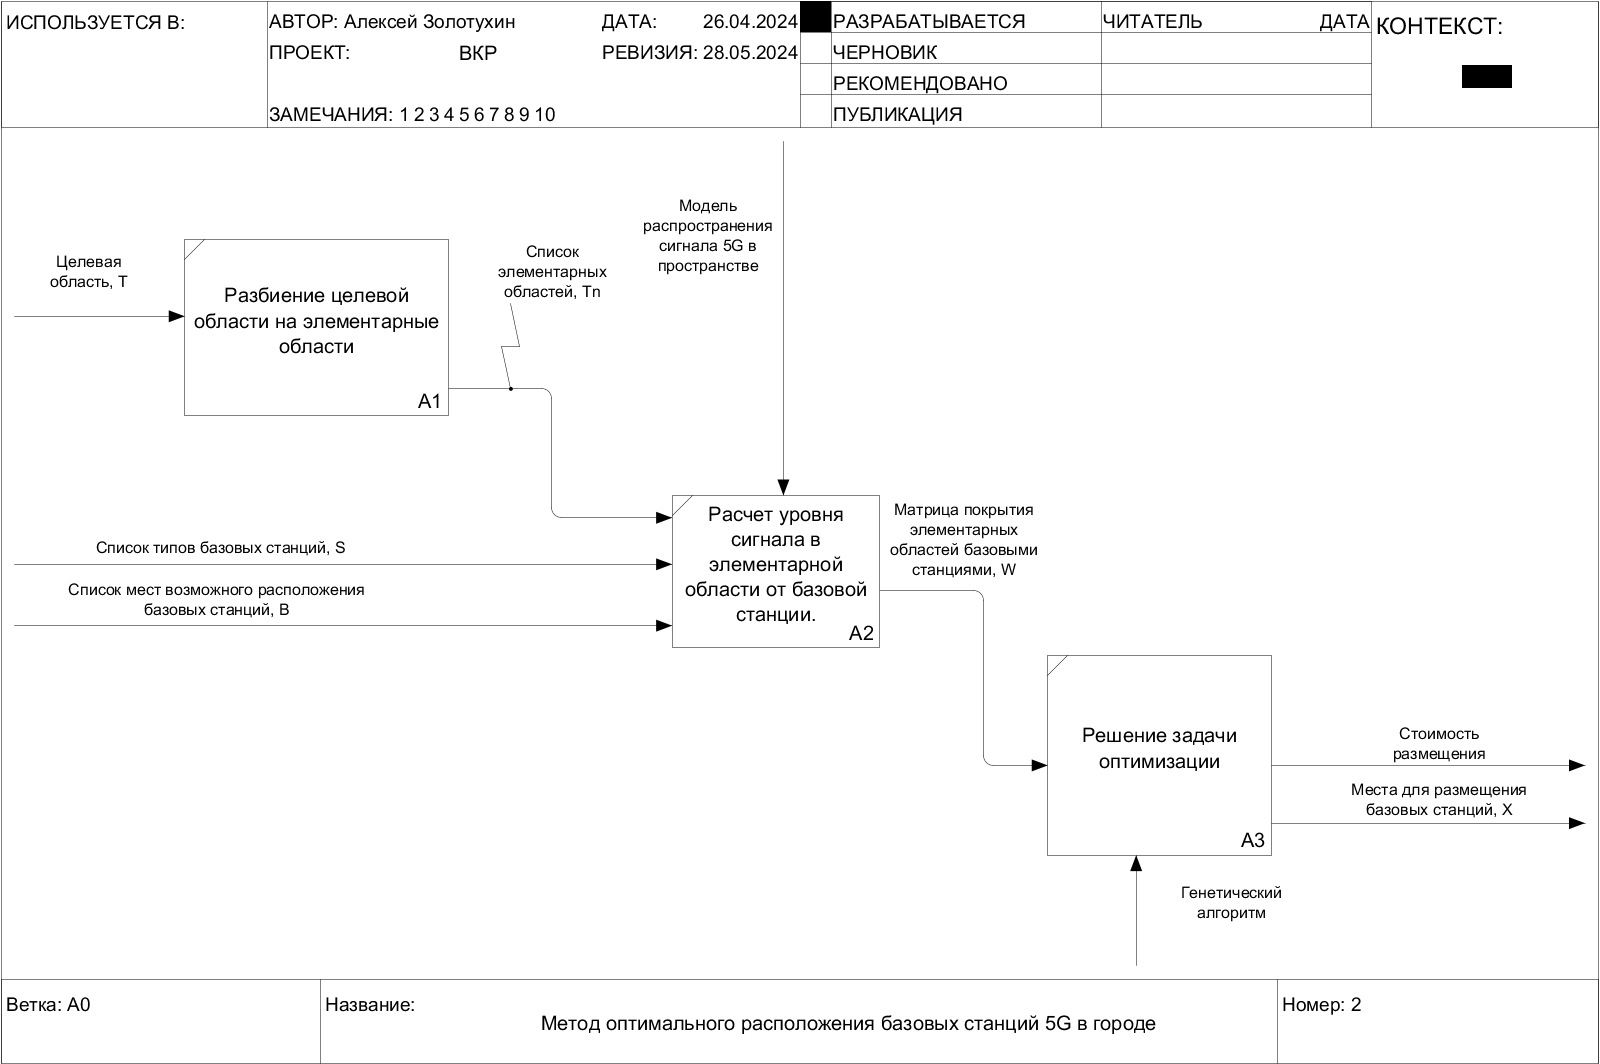 ИСПОЛЬЗУЕТСЯ В:
АВТОР: Алексей Золотухин
ДАТА: 26.04.2024
ПРОЕКТ: ВКР
РЕВИЗИЯ: 28.05.2024
ЗАМЕЧАНИЯ: 1 2 3 4 5 6 7 8 9 10
РАЗРАБАТЫВАЕТСЯ
ЧЕРНОВИК
РЕКОМЕНДОВАНО
ПУБЛИКАЦИЯ
ЧИТАТЕЛЬ
ДАТА
КОНТЕКСТ:
Целевая
область, T
Разбиение целевой
области на элементарные
области
A1
Список
элементарных
областей, Tn
Модель
распространения
сигнала 5G в
пространстве
Список типов базовых станций, S
Список мест возможного расположения
базовых станций, B
Расчет уровня
сигнала в
элементарной
области от базовой
станции.
A2
Матрица покрытия
элементарных
областей базовыми
станциями, W
Решение задачи
оптимизации
A3
Стоимость
размещения
Места для размещения
базовых станций, X
Генетический
алгоритм
Ветка: A0
Название:
Метод оптимального расположения базовых станций 5G в городе
Номер: 2